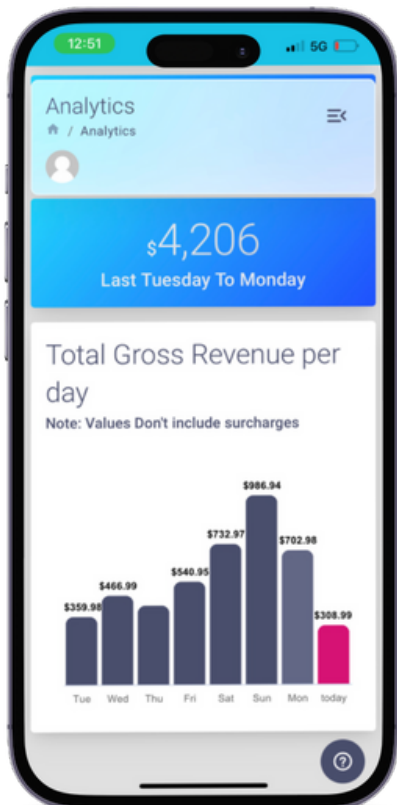 12:51
5G
Analytics
/ Analytics
$4,206
Last Tuesday To Monday
Total Gross Revenue per
day
Note: Values Don't include surcharges
$986.94
$732.97
$702.98
$540.95
$466.99
$359.98
$308.99
Tue Wed Thu Fri Sat Sun Mon today
?